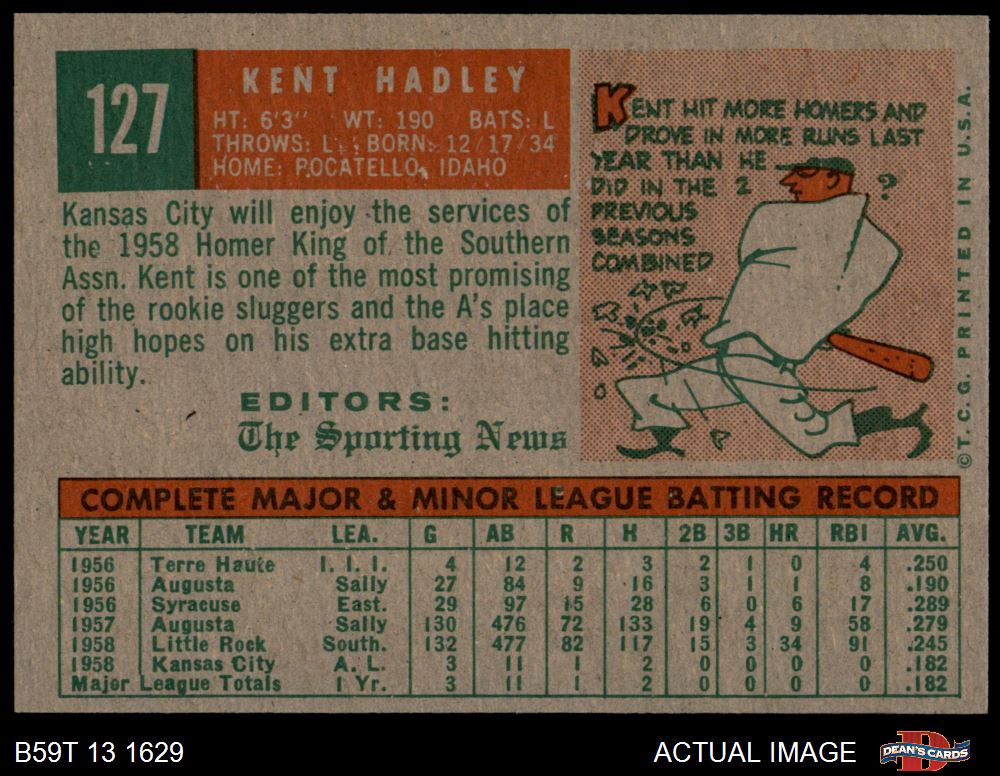 127
KENT HADLEY
HT: 6'3" WT: 190 BATS: L
THROWS: L BORN: 12/17/34
HOME: POCATELLO, IDAHO
Kansas City will enjoy the services of
the 1958 Homer King of the Southern
Assn. Kent is one of the most promising
of the rookie sluggers and the A's place
high hopes on his extra base hitting
ability.
EDITORS:
The Sporting News
KENT HIT MORE HOMERS AND
DROVE IN MORE RUNS LAST
YEAR THAN HE
DID IN THE 2
PREVIOUS
SEASONS
COMBINED
?
©T.C.G. PRINTED IN U.S.A.
COMPLETE MAJOR & MINOR LEAGUE BATTING RECORD
YEAR TEAM LEA. G AB R H 2B 3B HR RBI AVG.
1956 Terre Haute I. I. I. 4 12 2 3 2 1 0 4 .250
1956 Augusta Sally 27 84 9 16 3 1 1 8 .190
1956 Syracuse East. 29 97 15 28 6 0 6 17 .289
1957 Augusta Sally 130 476 72 133 19 4 9 58 .279
1958 Little Rock South. 132 477 82 117 15 3 34 91 .245
1958 Kansas City A. L. 3 11 1 2 0 0 0 0 .182
Major League Totals 1 Yr. 3 11 1 2 0 0 0 0 .182
B59T 13 1629
ACTUAL IMAGE
D
DEAN'S CARDS